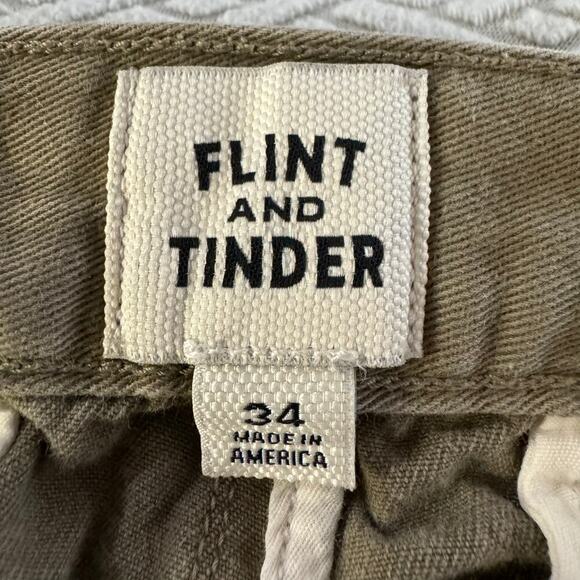 FLINT
AND
TINDER
34
MADE IN
AMERICA